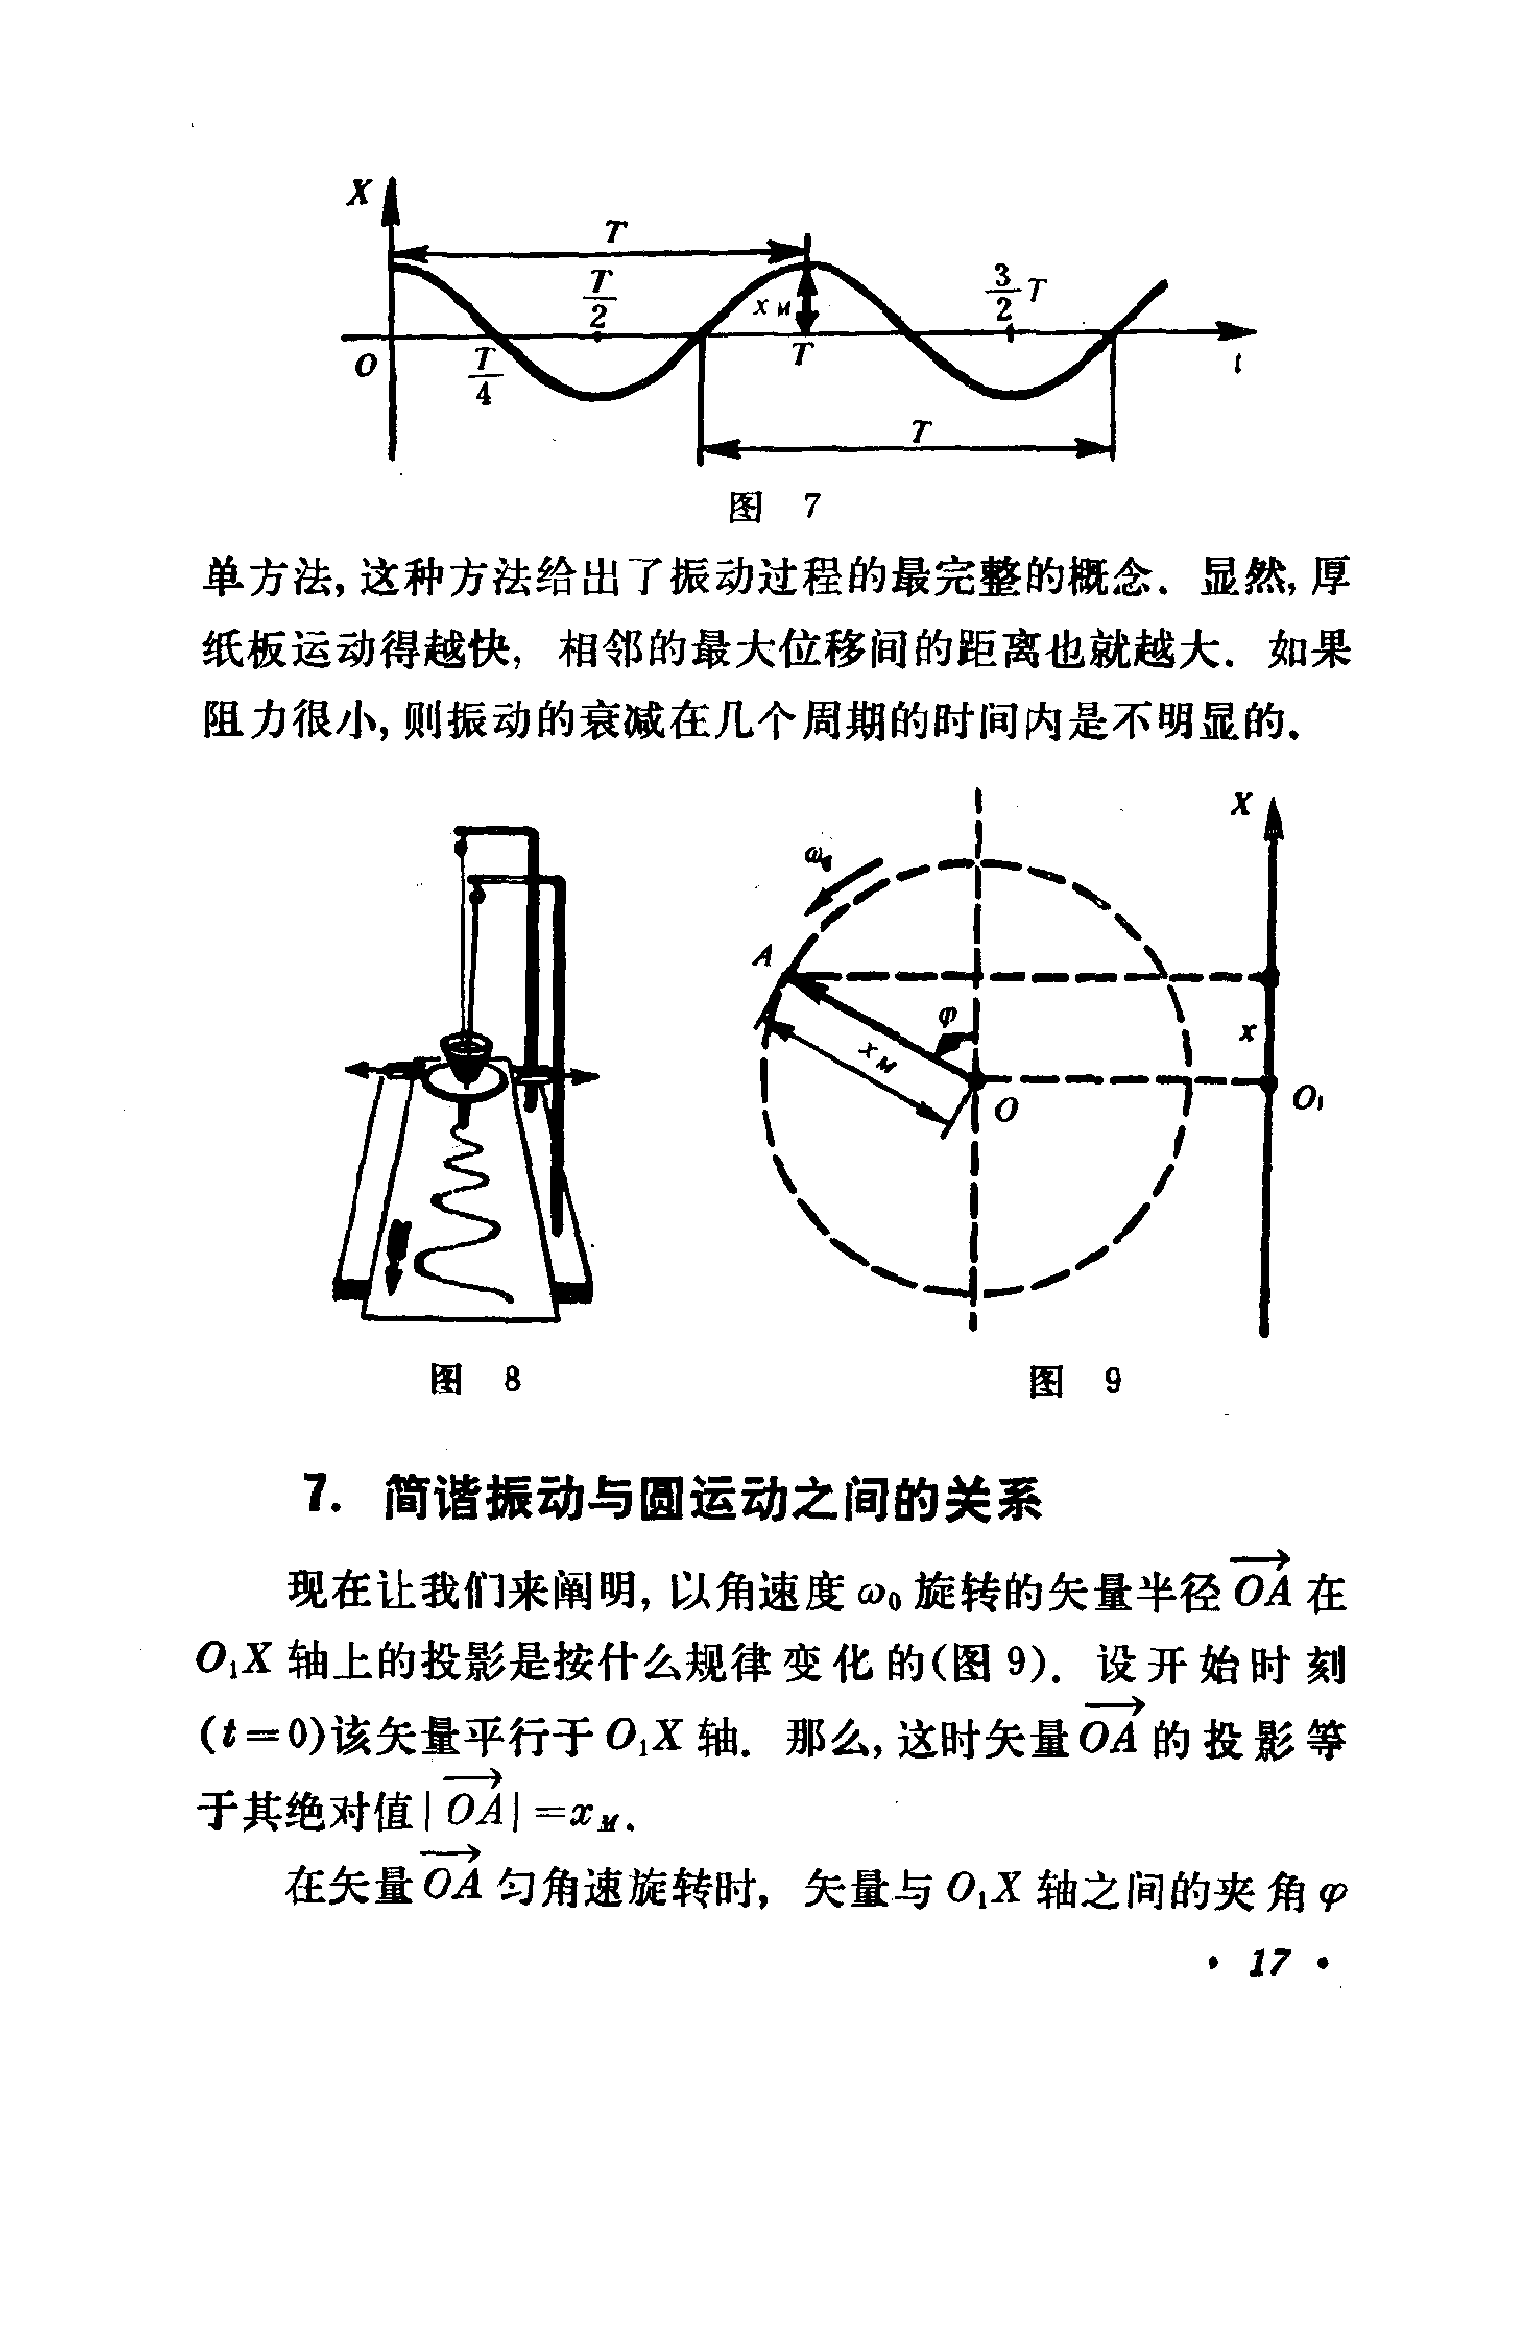 X
T
T/2
x_M
3/2 T
O
T/4
T
t
T
图 7
单方法, 这种方法给出了振动过程的最完整的概念. 显然, 厚
纸板运动得越快, 相邻的最大位移间的距离也就越大. 如果
阻力很小, 则振动的衰减在几个周期的时间内是不明显的.
X
ω₀
A
φ
x
x_M
O
O₁
图 8
图 9
7. 简谐振动与圆运动之间的关系
现在让我们来阐明, 以角速度 ω₀ 旋转的矢量半径 \overrightarrow{OA} 在
O₁X 轴上的投影是按什么规律变化的(图 9). 设开始时刻
(t=0)该矢量平行于 O₁X 轴. 那么, 这时矢量 \overrightarrow{OA} 的投影等
于其绝对值|\overrightarrow{OA}|=x_M.
在矢量 \overrightarrow{OA} 匀角速旋转时, 矢量与 O₁X 轴之间的夹角 φ
· 17 ·